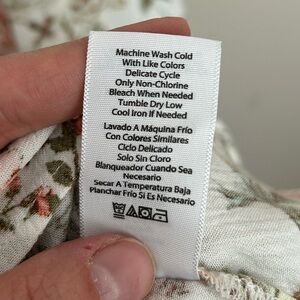 Machine Wash Cold
With Like Colors
Delicate Cycle
Only Non-Chlorine
Bleach When Needed
Tumble Dry Low
Cool Iron If Needed
Lavado A Máquina Frío
Con Colores Similares
Ciclo Delicado
Solo Sin Cloro
Blanqueador Cuando Sea
Necesario
Secar A Temperatura Baja
Planchar Frío Si Es Necesario